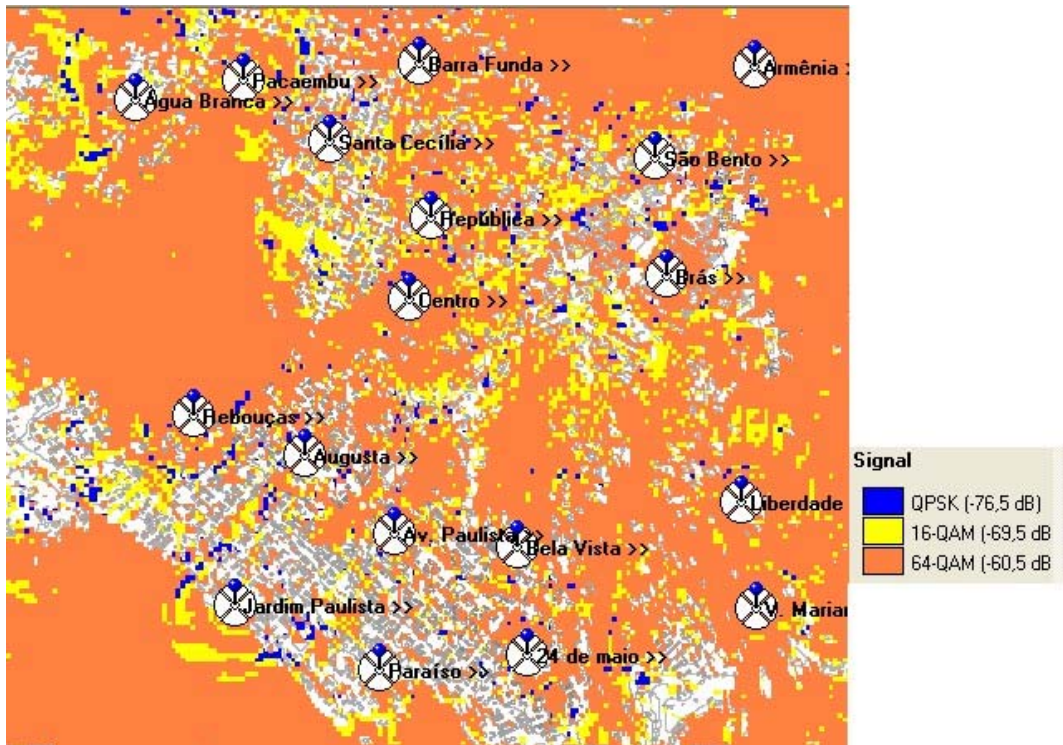 Barra Funda >>
Armênia >
Pacaembu >>
Água Branca >>
Santa Cecília >>
São Bento >>
República >>
Brás >>
Centro >>
Rebouças >>
Augusta >>
Signal
QPSK (-76,5 dB)
16-QAM (-69,5 dB
64-QAM (-60,5 dB
Liberdade
Av. Paulista >>
Bela Vista >>
Jardim Paulista >>
V. Marian
24 de maio >>
Paraíso >>